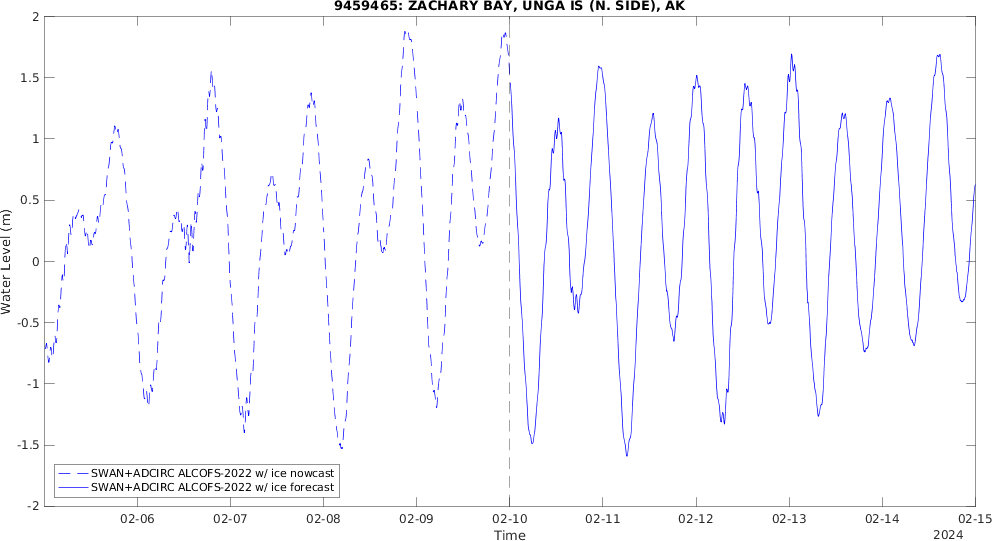 9459465: ZACHARY BAY, UNGA IS (N. SIDE), AK
2
1.5
1
0.5
0
-0.5
-1
-1.5
-2
Water Level (m)
SWAN+ADCIRC ALCOFS-2022 w/ ice nowcast
SWAN+ADCIRC ALCOFS-2022 w/ ice forecast
02-06 02-07 02-08 02-09 02-10 02-11 02-12 02-13 02-14 02-15
Time
2024